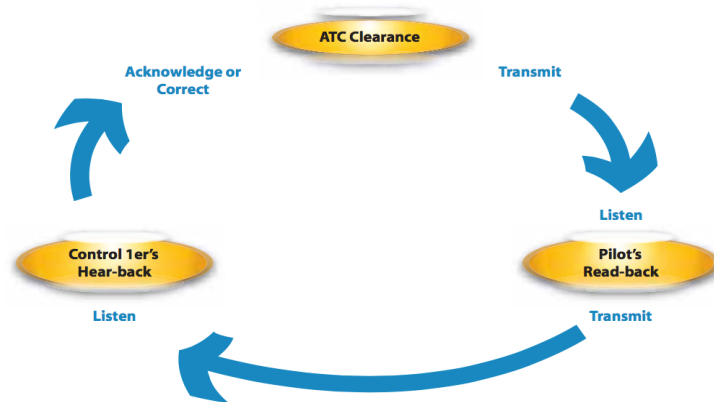 ATC Clearance
Acknowledge or
Correct
Transmit
Listen
Control 1er's
Hear-back
Pilot's
Read-back
Listen
Transmit